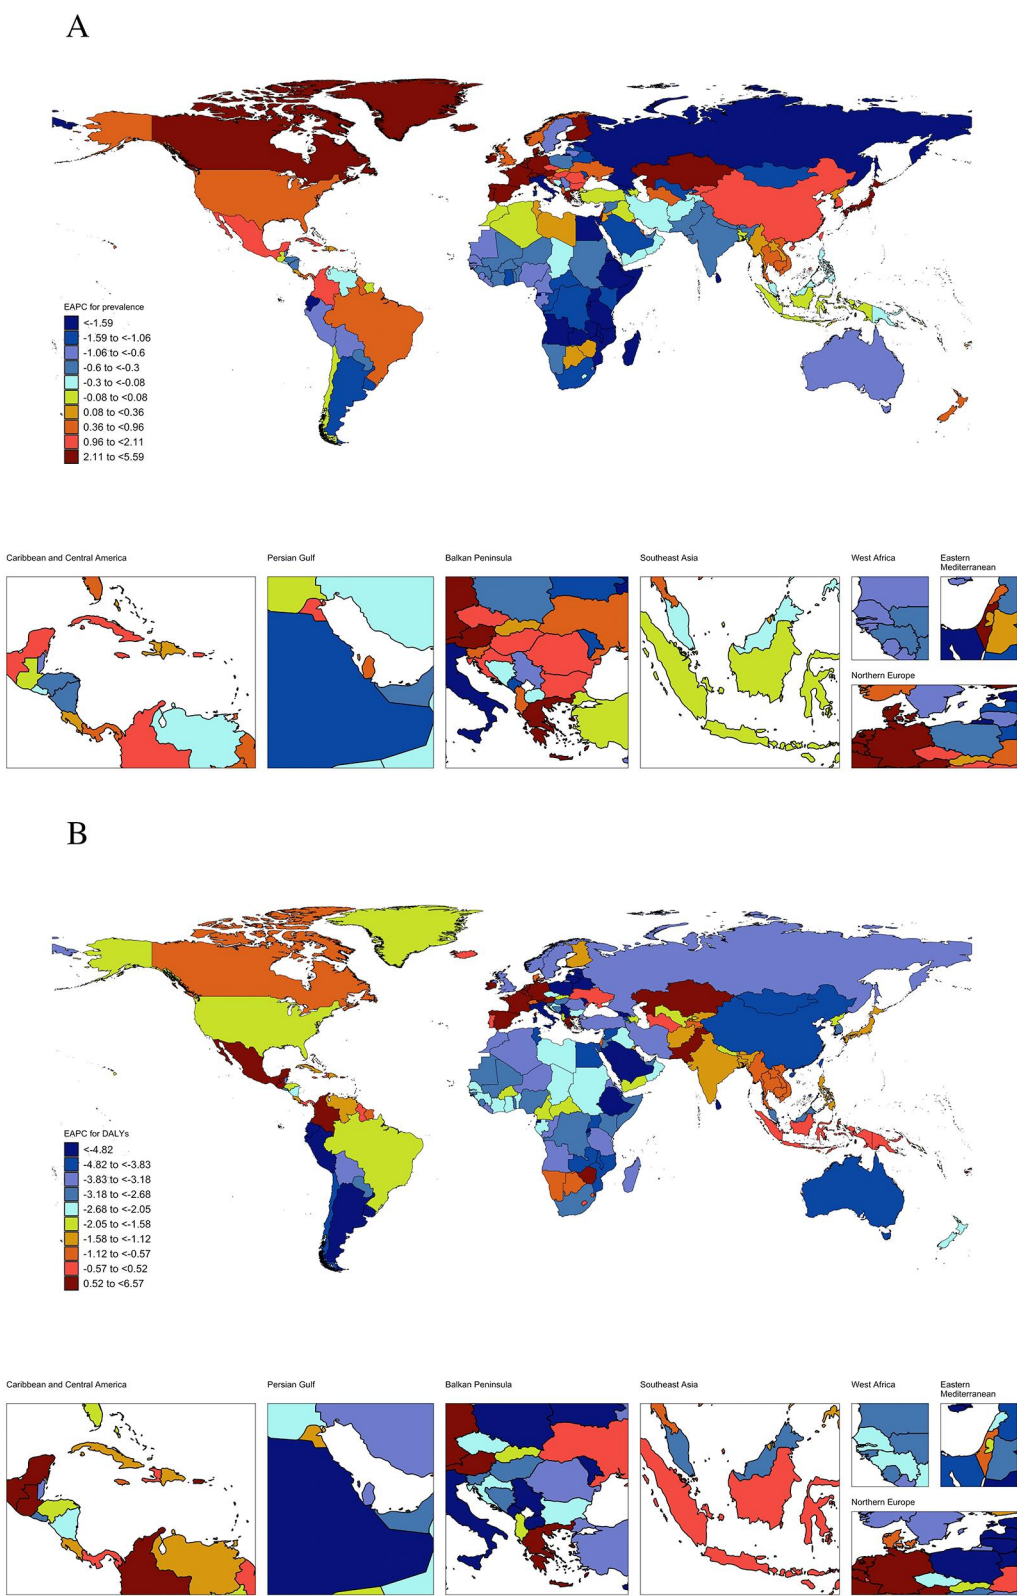 A
EAPC for prevalence
<-1.59
-1.59 to <-1.06
-1.06 to <-0.6
-0.6 to <-0.3
-0.3 to <-0.08
-0.08 to <0.08
0.08 to <0.36
0.36 to <0.96
0.96 to <2.11
2.11 to <5.59
Caribbean and Central America
Persian Gulf
Balkan Peninsula
Southeast Asia
West Africa
Eastern
Mediterranean
Northern Europe
B
EAPC for DALYs
<-4.82
-4.82 to <-3.83
-3.83 to <-3.18
-3.18 to <-2.68
-2.68 to <-2.05
-2.05 to <-1.58
-1.58 to <-1.12
-1.12 to <-0.57
-0.57 to <0.52
0.52 to <6.57
Caribbean and Central America
Persian Gulf
Balkan Peninsula
Southeast Asia
West Africa
Eastern
Mediterranean
Northern Europe